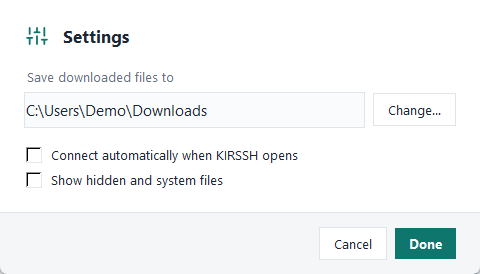 Settings
Save downloaded files to
C:\Users\Demo\Downloads
Change...
Connect automatically when KIRSSH opens
Show hidden and system files
Cancel
Done